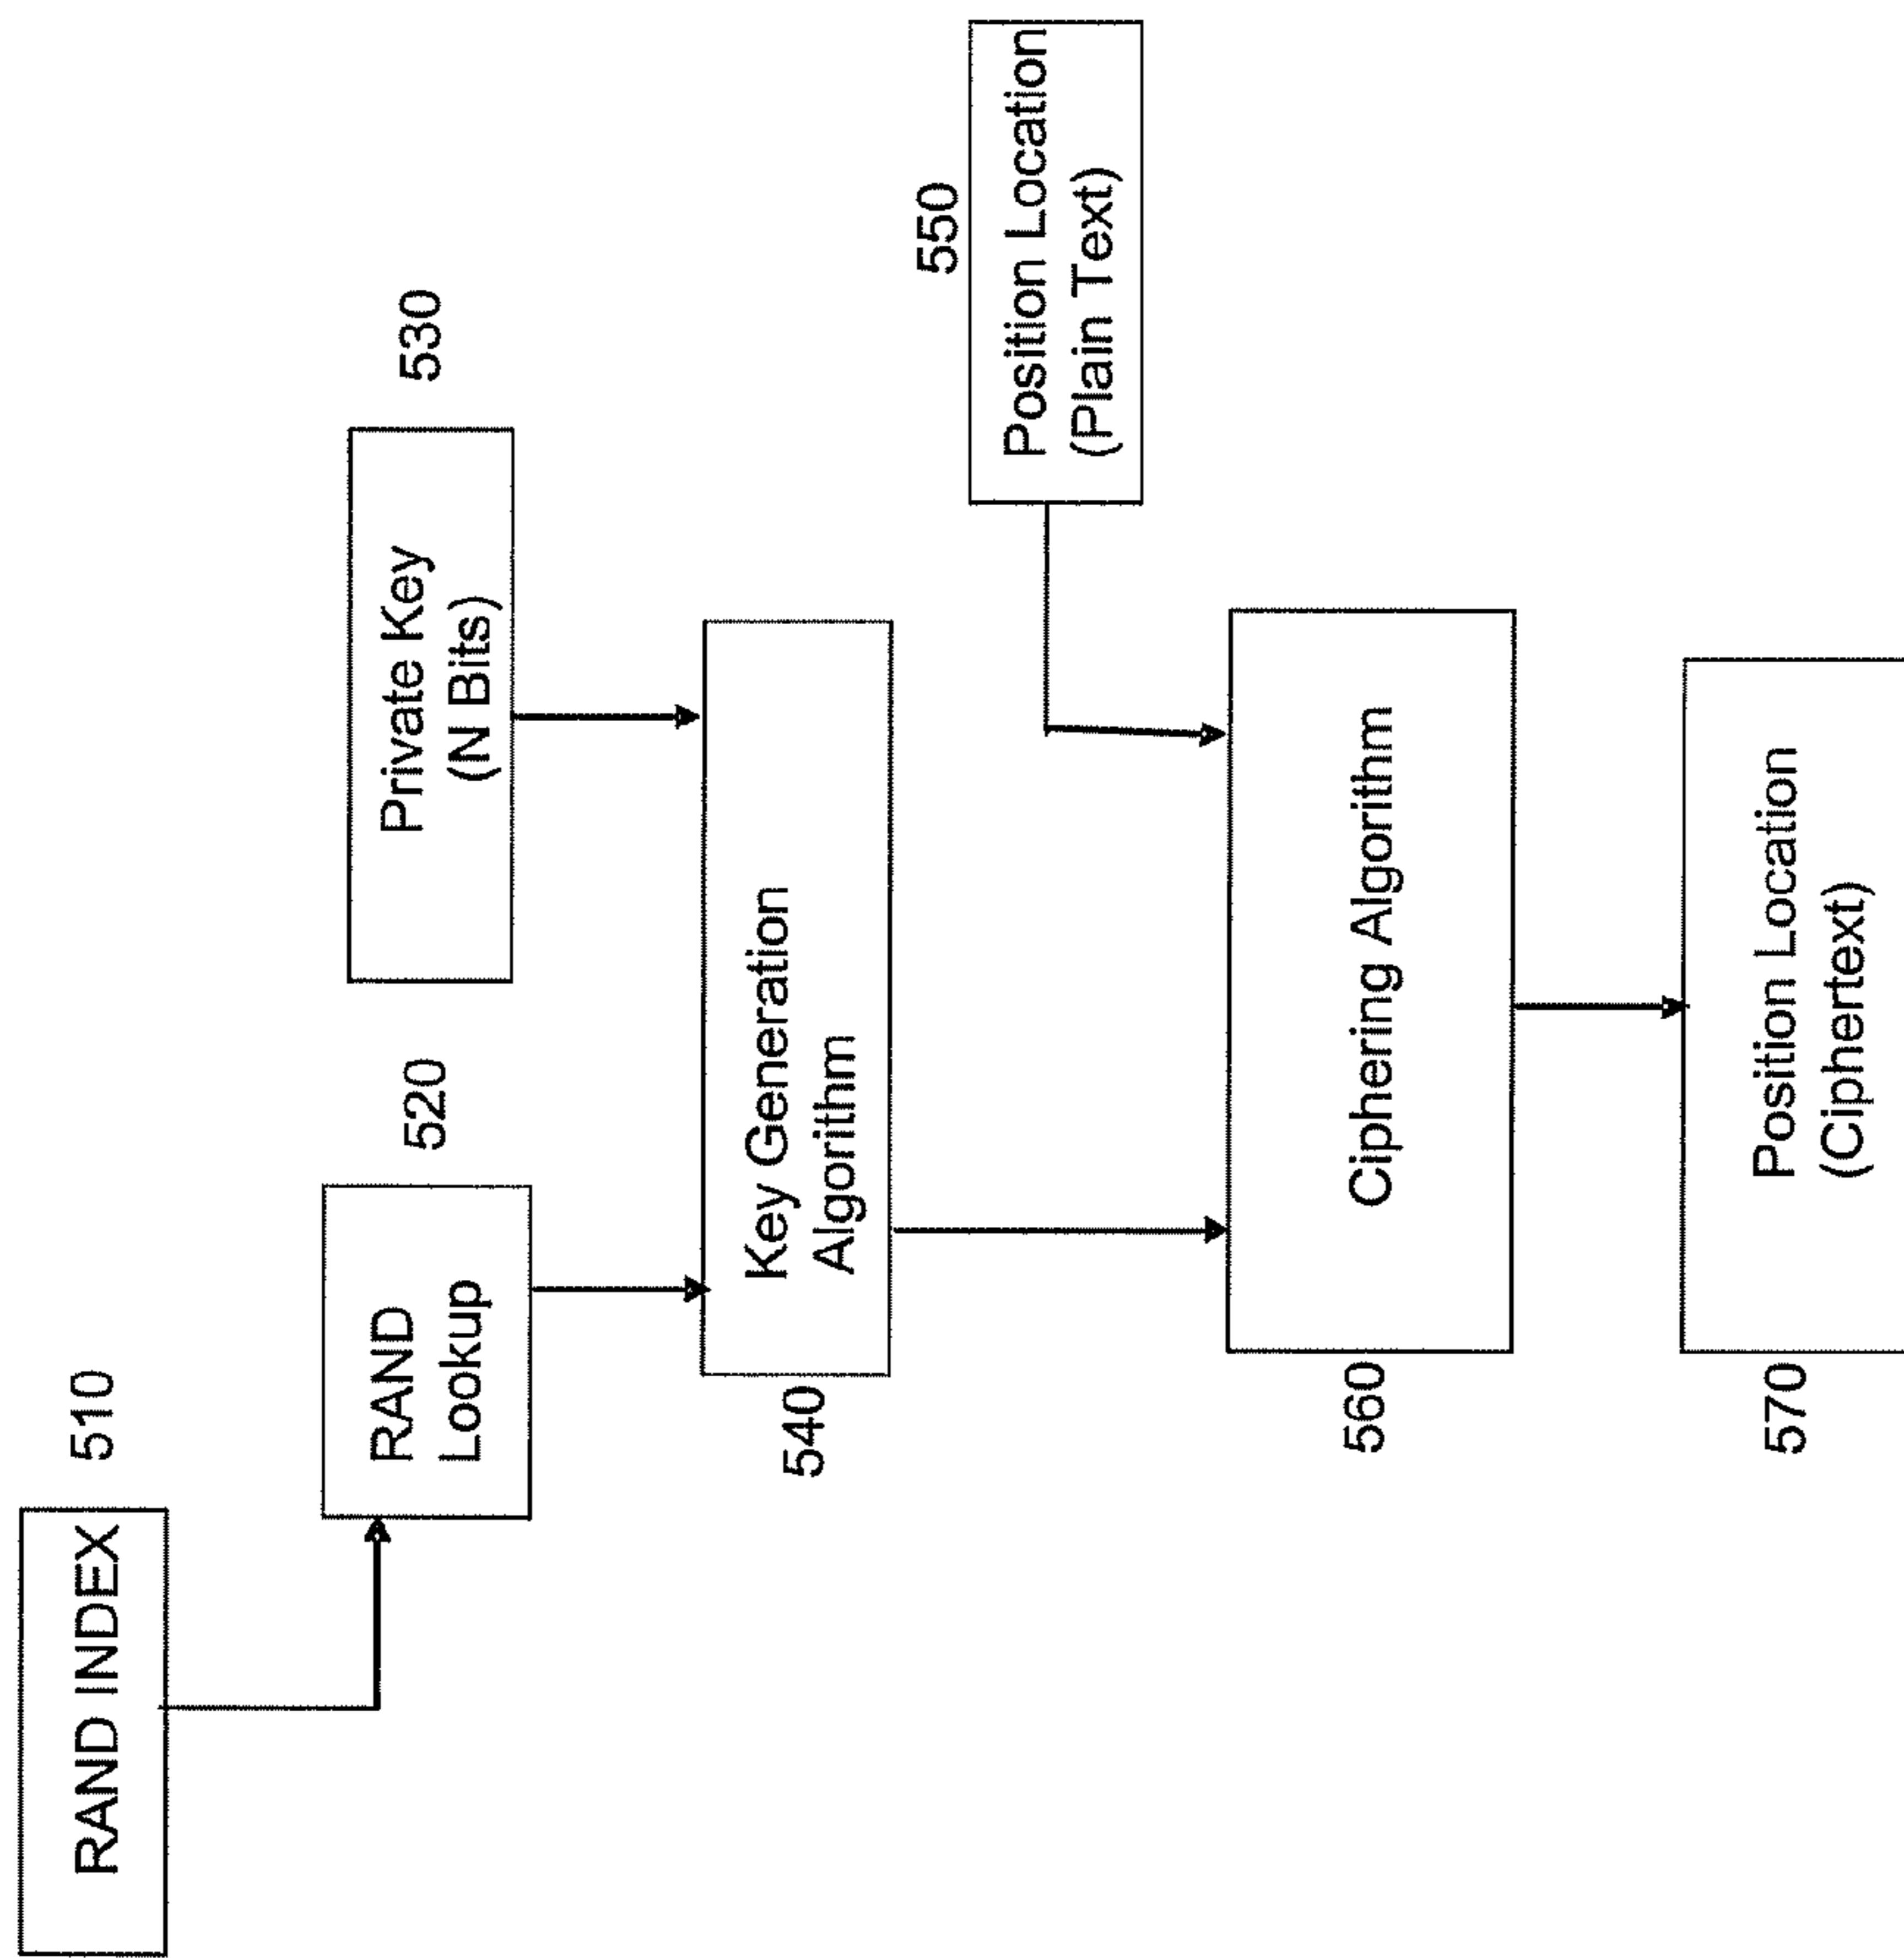 510
RAND INDEX
520
RAND
Lookup
530
Private Key
(N Bits)
540
Key Generation
Algorithm
550
Position Location
(Plain Text)
560
Ciphering Algorithm
570
Position Location
(Ciphertext)